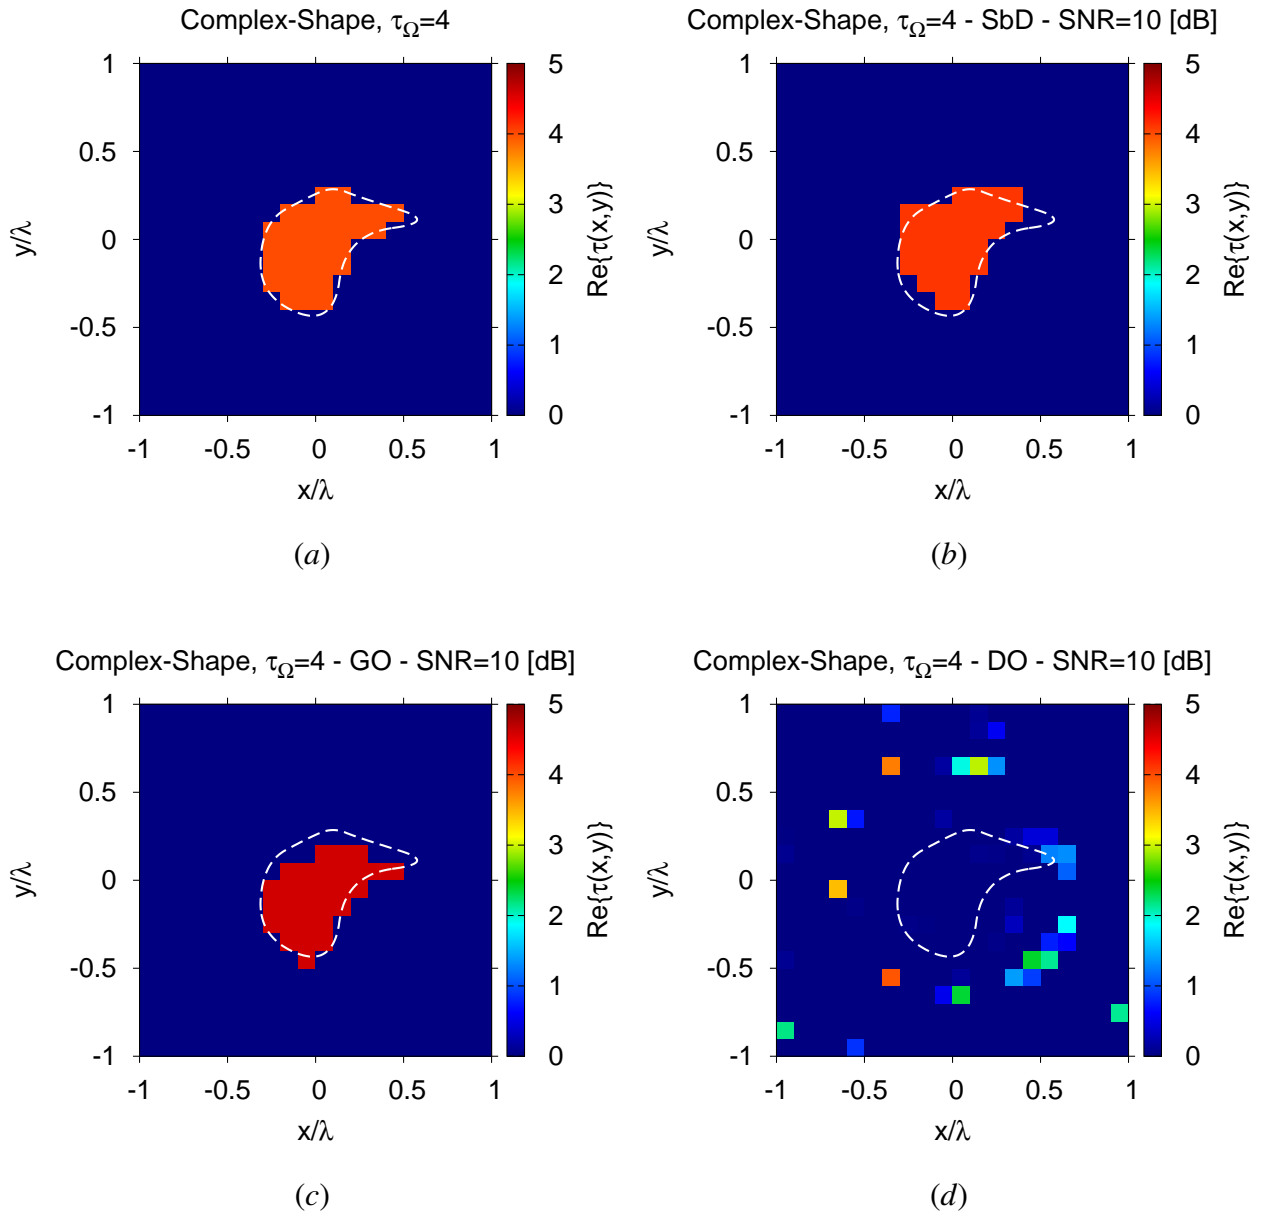 Complex-Shape, τΩ=4
1
0.5
0
-0.5
-1
-1 -0.5 0 0.5 1
x/λ
y/λ
5
4
3
2
1
0
Re{τ(x,y)}
(a)
Complex-Shape, τΩ=4 - SbD - SNR=10 [dB]
1
0.5
0
-0.5
-1
-1 -0.5 0 0.5 1
x/λ
y/λ
5
4
3
2
1
0
Re{τ(x,y)}
(b)
Complex-Shape, τΩ=4 - GO - SNR=10 [dB]
1
0.5
0
-0.5
-1
-1 -0.5 0 0.5 1
x/λ
y/λ
5
4
3
2
1
0
Re{τ(x,y)}
(c)
Complex-Shape, τΩ=4 - DO - SNR=10 [dB]
1
0.5
0
-0.5
-1
-1 -0.5 0 0.5 1
x/λ
y/λ
5
4
3
2
1
0
Re{τ(x,y)}
(d)